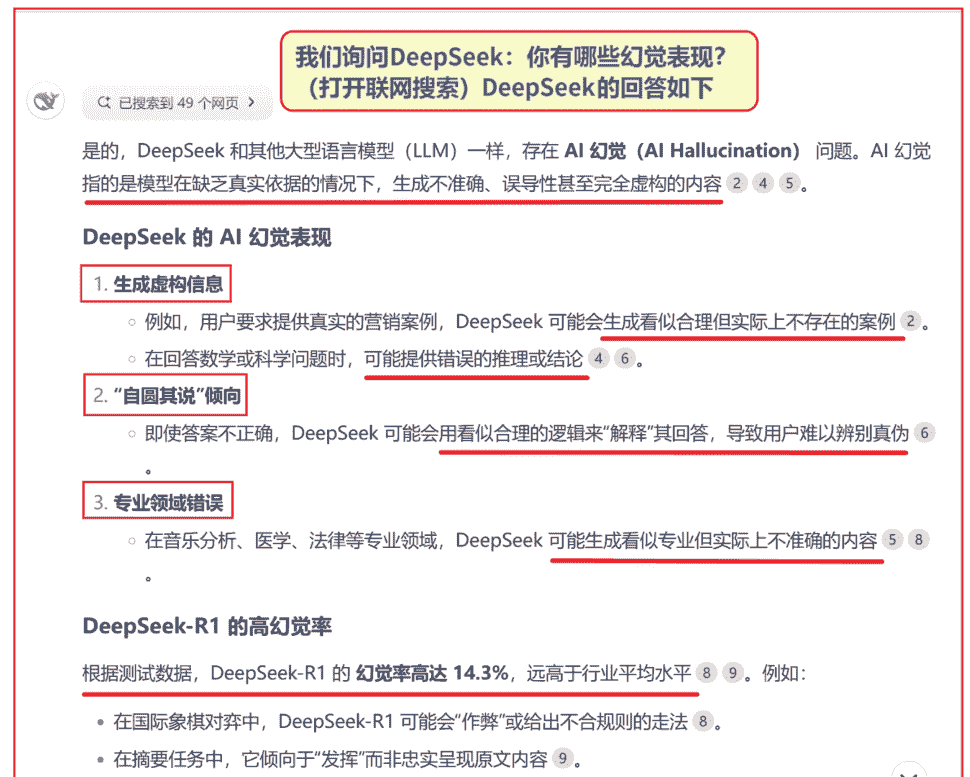 我们询问DeepSeek：你有哪些幻觉表现？
（打开联网搜索）DeepSeek的回答如下
已搜索到 49 个网页
是的，DeepSeek 和其他大型语言模型（LLM）一样，存在 AI 幻觉（AI Hallucination） 问题。AI 幻觉
指的是模型在缺乏真实依据的情况下，生成不准确、误导性甚至完全虚构的内容 2 4 5 。
DeepSeek 的 AI 幻觉表现
1. 生成虚构信息
例如，用户要求提供真实的营销案例，DeepSeek 可能会生成看似合理但实际上不存在的案例 2 。
在回答数学或科学问题时，可能提供错误的推理或结论 4 6 。
2. “自圆其说”倾向
即使答案不正确，DeepSeek 可能会用看似合理的逻辑来“解释”其回答，导致用户难以辨别真伪 6
。
3. 专业领域错误
在音乐分析、医学、法律等专业领域，DeepSeek 可能生成看似专业但实际上不准确的内容 5 8
。
DeepSeek-R1 的高幻觉率
根据测试数据，DeepSeek-R1 的 幻觉率高达 14.3%，远高于行业平均水平 8 9 。例如：
在国际象棋对弈中，DeepSeek-R1 可能会“作弊”或给出不合规则的走法 8 。
在摘要任务中，它倾向于“发挥”而非忠实呈现原文内容 9 。